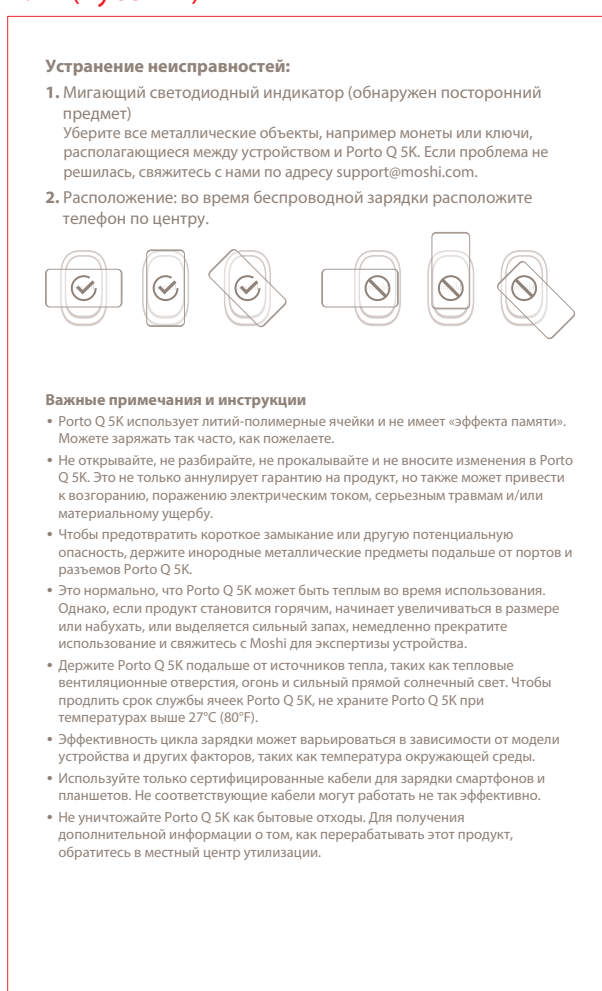 Устранение неисправностей:
1. Мигающий светодиодный индикатор (обнаружен посторонний
предмет)
Уберите все металлические объекты, например монеты или ключи,
располагающиеся между устройством и Porto Q 5K. Если проблема не
решилась, свяжитесь с нами по адресу support@moshi.com.
2. Расположение: во время беспроводной зарядки расположите
телефон по центру.
Важные примечания и инструкции
• Porto Q 5K использует литий-полимерные ячейки и не имеет «эффекта памяти».
Можете заряжать так часто, как пожелаете.
• Не открывайте, не разбирайте, не прокалывайте и не вносите изменения в Porto
Q 5K. Это не только аннулирует гарантию на продукт, но также может привести
к возгоранию, поражению электрическим током, серьезным травмам и/или
материальному ущербу.
• Чтобы предотвратить короткое замыкание или другую потенциальную
опасность, держите инородные металлические предметы подальше от портов и
разъемов Porto Q 5K.
• Это нормально, что Porto Q 5K может быть теплым во время использования.
Однако, если продукт становится горячим, начинает увеличиваться в размере
или набухать, или выделяется сильный запах, немедленно прекратите
использование и свяжитесь с Moshi для экспертизы устройства.
• Держите Porto Q 5K подальше от источников тепла, таких как тепловые
вентиляционные отверстия, огонь и сильный прямой солнечный свет. Чтобы
продлить срок службы ячеек Porto Q 5K, не храните Porto Q 5K при
температурах выше 27°C (80°F).
• Эффективность цикла зарядки может варьироваться в зависимости от модели
устройства и других факторов, таких как температура окружающей среды.
• Используйте только сертифицированные кабели для зарядки смартфонов и
планшетов. Не соответствующие кабели могут работать не так эффективно.
• Не уничтожайте Porto Q 5K как бытовые отходы. Для получения
дополнительной информации о том, как перерабатывать этот продукт,
обратитесь в местный центр утилизации.